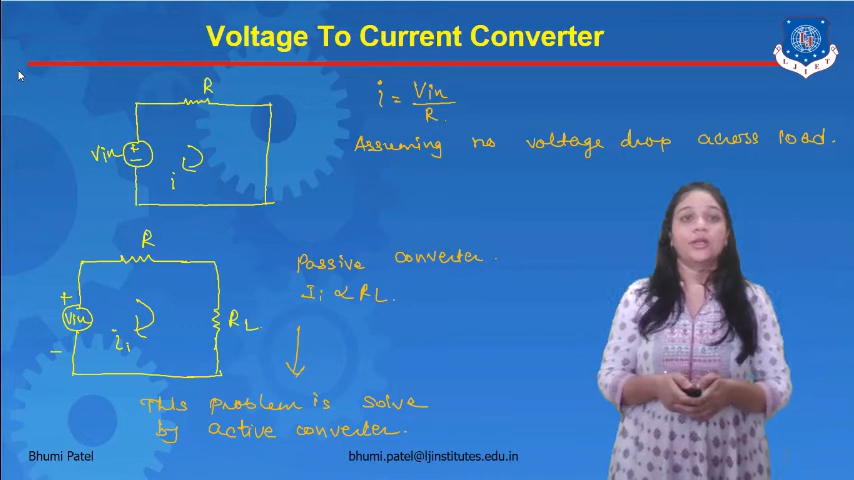 Voltage To Current Converter
LJIET
R
Vin
+
-
i
i = Vin
R.
Assuming no voltage drop across load.
R
+
Vin
-
Ii
RL.
Passive converter.
Ii ∝ RL.
This problem is solve
by active converter.
Bhumi Patel
bhumi.patel@ljinstitutes.edu.in